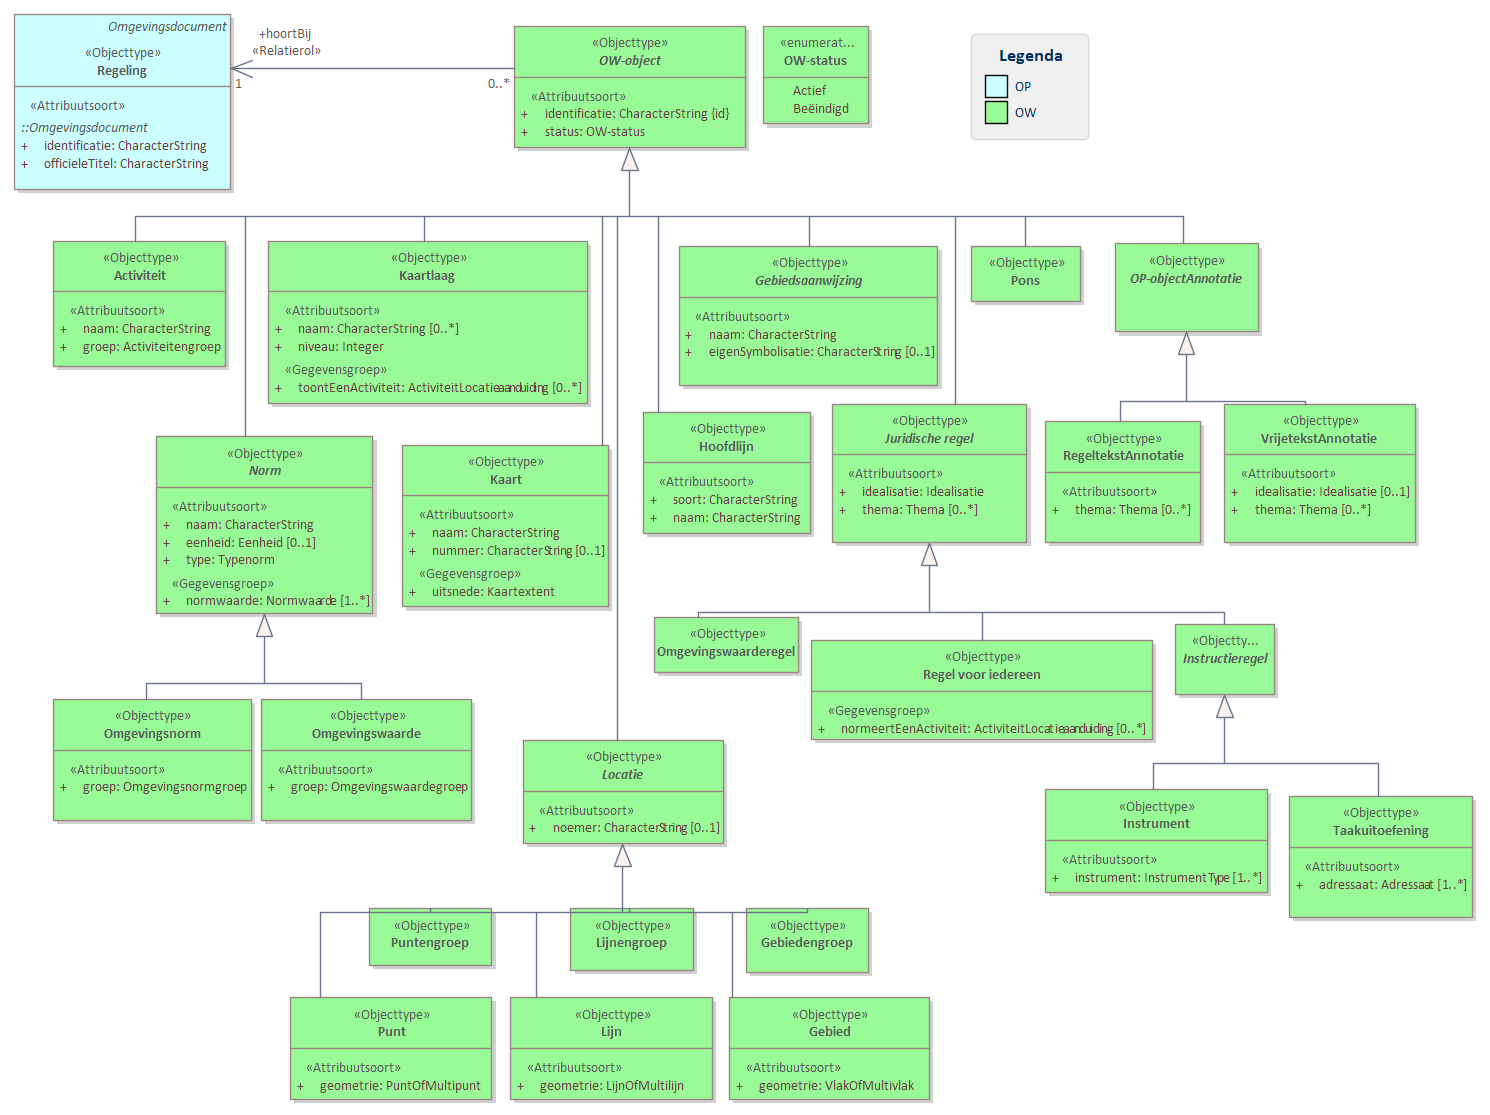 Omgevingsdocument
«Objecttype»
Regeling
«Attribuutsoort»
::Omgevingsdocument
+ identificatie: CharacterString
+ officieleTitel: CharacterString
+hoortBij
«Relatierol»
1
0..*
«Objecttype»
OW-object
«Attribuutsoort»
+ identificatie: CharacterString {id}
+ status: OW-status
«enumerat...
OW-status
Actief
Beëindigd
Legenda
OP
OW
«Objecttype»
Activiteit
«Attribuutsoort»
+ naam: CharacterString
+ groep: Activiteitengroep
«Objecttype»
Kaartlaag
«Attribuutsoort»
+ naam: CharacterString [0..*]
+ niveau: Integer
«Gegevensgroep»
+ toontEenActiviteit: ActiviteitLocatieaanduiding [0..*]
«Objecttype»
Gebiedsaanwijzing
«Attribuutsoort»
+ naam: CharacterString
+ eigenSymbolisatie: CharacterString [0..1]
«Objecttype»
Pons
«Objecttype»
OP-objectAnnotatie
«Objecttype»
Norm
«Attribuutsoort»
+ naam: CharacterString
+ eenheid: Eenheid [0..1]
+ type: Typenorm
«Gegevensgroep»
+ normwaarde: Normwaarde [1..*]
«Objecttype»
Kaart
«Attribuutsoort»
+ naam: CharacterString
+ nummer: CharacterString [0..1]
«Gegevensgroep»
+ uitsnede: Kaartextent
«Objecttype»
Hoofdlijn
«Attribuutsoort»
+ soort: CharacterString
+ naam: CharacterString
«Objecttype»
Juridische regel
«Attribuutsoort»
+ idealisatie: Idealisatie
+ thema: Thema [0..*]
«Objecttype»
RegeltekstAnnotatie
«Attribuutsoort»
+ thema: Thema [0..*]
«Objecttype»
VrijetekstAnnotatie
«Attribuutsoort»
+ idealisatie: Idealisatie [0..1]
+ thema: Thema [0..*]
«Objecttype»
Omgevingswaarderegel
«Objecttype»
Regel voor iedereen
«Gegevensgroep»
+ normeertEenActiviteit: ActiviteitLocatieaanduiding [0..*]
«Objectty...
Instructieregel
«Objecttype»
Omgevingsnorm
«Attribuutsoort»
+ groep: Omgevingsnormgroep
«Objecttype»
Omgevingswaarde
«Attribuutsoort»
+ groep: Omgevingswaardegroep
«Objecttype»
Locatie
«Attribuutsoort»
+ noemer: CharacterString [0..1]
«Objecttype»
Instrument
«Attribuutsoort»
+ instrument: InstrumentType [1..*]
«Objecttype»
Taakuitoefening
«Attribuutsoort»
+ adressaat: Adressaat [1..*]
«Objecttype»
Puntengroep
«Objecttype»
Lijnengroep
«Objecttype»
Gebiedengroep
«Objecttype»
Punt
«Attribuutsoort»
+ geometrie: PuntOfMultipunt
«Objecttype»
Lijn
«Attribuutsoort»
+ geometrie: LijnOfMultilijn
«Objecttype»
Gebied
«Attribuutsoort»
+ geometrie: VlakOfMultivlak